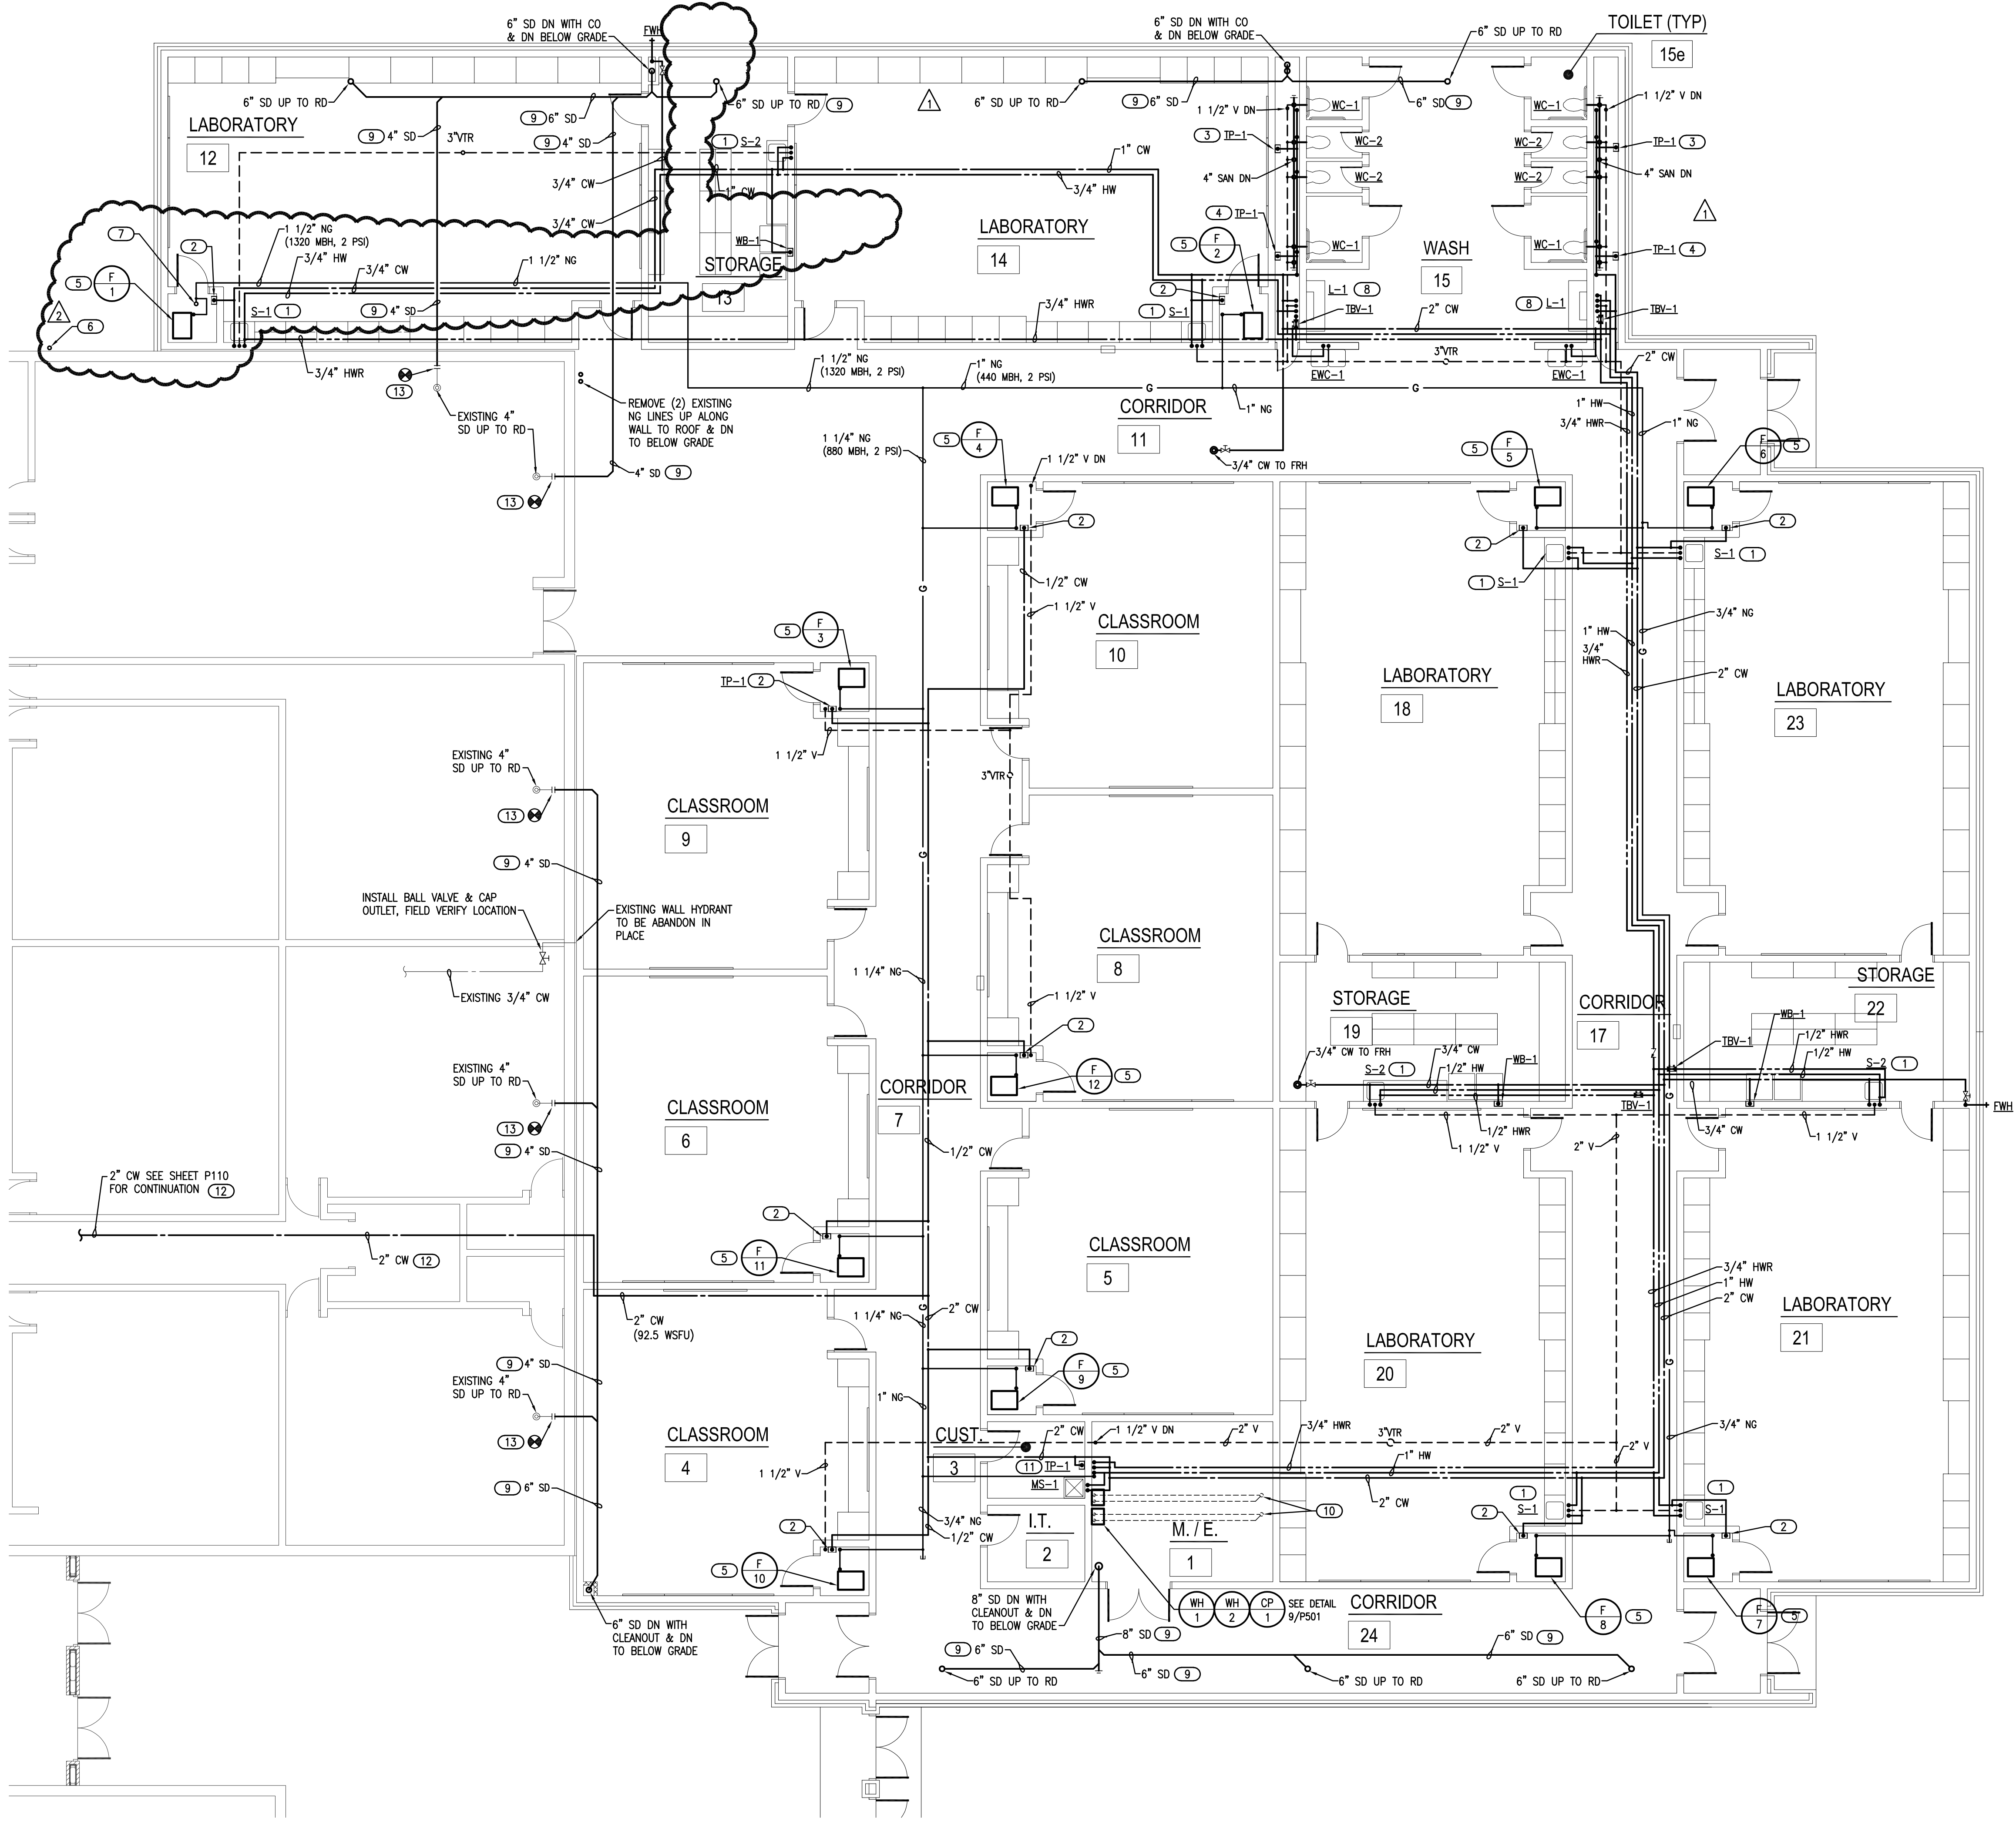 6" SD DN WITH CO
& DN BELOW GRADE
FWH
6" SD DN WITH CO
& DN BELOW GRADE
6" SD UP TO RD
TOILET (TYP)
15e
6" SD UP TO RD
9 6" SD
6" SD UP TO RD 9
1
6" SD UP TO RD
9 6" SD
6" SD 9
WC-1
WC-1
1 1/2" V DN
1 1/2" V DN
LABORATORY
12
9 4" SD
3"VTR
9 4" SD
1 S-2
3 TP-1
WC-2
WC-2
TP-1 3
1" CW
3/4" CW
1" CW
3/4" HW
4" SAN DN
WC-2
WC-2
4" SAN DN
3/4" CW
4 TP-1
1
7
2
1 1/2" NG
(1320 MBH, 2 PSI)
3/4" HW
3/4" CW
1 1/2" NG
WB-1
STORAGE
13
LABORATORY
14
5
F
2
WC-1
WASH
15
WC-1
TP-1 4
5
F
1
9 4" SD
2
L-1 8
8 L-1
2
6
S-1 1
3/4" HWR
1 S-1
TBV-1
2" CW
TBV-1
3/4" HWR
13
1 1/2" NG
(1320 MBH, 2 PSI)
1" NG
(440 MBH, 2 PSI)
3"VTR
EWC-1
EWC-1
2" CW
G
G
EXISTING 4"
SD UP TO RD
REMOVE (2) EXISTING
NG LINES UP ALONG
WALL TO ROOF & DN
TO BELOW GRADE
1" NG
CORRIDOR
11
1" HW
3/4" HWR
1" NG
4" SD 9
13
1 1/4" NG
(880 MBH, 2 PSI)
5
F
4
1 1/2" V DN
3/4" CW TO FRH
5
F
5
F
6
5
2
2
2
S-1 1
1 S-1
G
1/2" CW
1 1/2" V
CLASSROOM
10
3/4" NG
1" HW
3/4"
HWR
G
2" CW
5
F
3
TP-1 2
LABORATORY
18
LABORATORY
23
1 1/2" V
EXISTING 4"
SD UP TO RD
3"VTR
13
CLASSROOM
9
G
9 4" SD
INSTALL BALL VALVE & CAP
OUTLET, FIELD VERIFY LOCATION
EXISTING WALL HYDRANT
TO BE ABANDON IN
PLACE
EXISTING 3/4" CW
CLASSROOM
8
1 1/4" NG
1 1/2" V
2
STORAGE
19
CORRIDOR
17
STORAGE
22
WB-1
1/2" HWR
1/2" HW
TBV-1
Z
3/4" CW TO FRH
3/4" CW
1/2" HW
WB-1
S-2 1
S-2 1
EXISTING 4"
SD UP TO RD
13
9 4" SD
CLASSROOM
6
CORRIDOR
7
F
12
5
G
TBV-1
1/2" HWR
1 1/2" V
2" V
3/4" CW
1 1/2" V
FWH
1/2" CW
2" CW SEE SHEET P110
FOR CONTINUATION 12
2" CW 12
2
5
F
11
CLASSROOM
5
3/4" HWR
1" HW
2" CW
2" CW
(92.5 WSFU)
G
1 1/4" NG
2" CW
LABORATORY
20
LABORATORY
21
2
F
9
5
G
9 4" SD
EXISTING 4"
SD UP TO RD
13
1" NG
CLASSROOM
4
CUST.
3
2" CW
1 1/2" V DN
2" V
3/4" HWR
3"VTR
2" V
2" V
3/4" NG
1 1/2" V
11 TP-1
1" HW
MS-1
2" CW
9 6" SD
1
S-1
1
S-1
10
3/4" NG
1/2" CW
I.T.
2
M. / E.
1
2
2
2
5
F
10
8" SD DN WITH
CLEANOUT & DN
TO BELOW GRADE
WH
1
WH
2
CP
1
SEE DETAIL
9/P501
CORRIDOR
24
F
8
5
F
7
5
6" SD DN WITH
CLEANOUT & DN
TO BELOW GRADE
8" SD 9
9 6" SD
6" SD 9
6" SD UP TO RD
6" SD 9
6" SD UP TO RD
6" SD UP TO RD